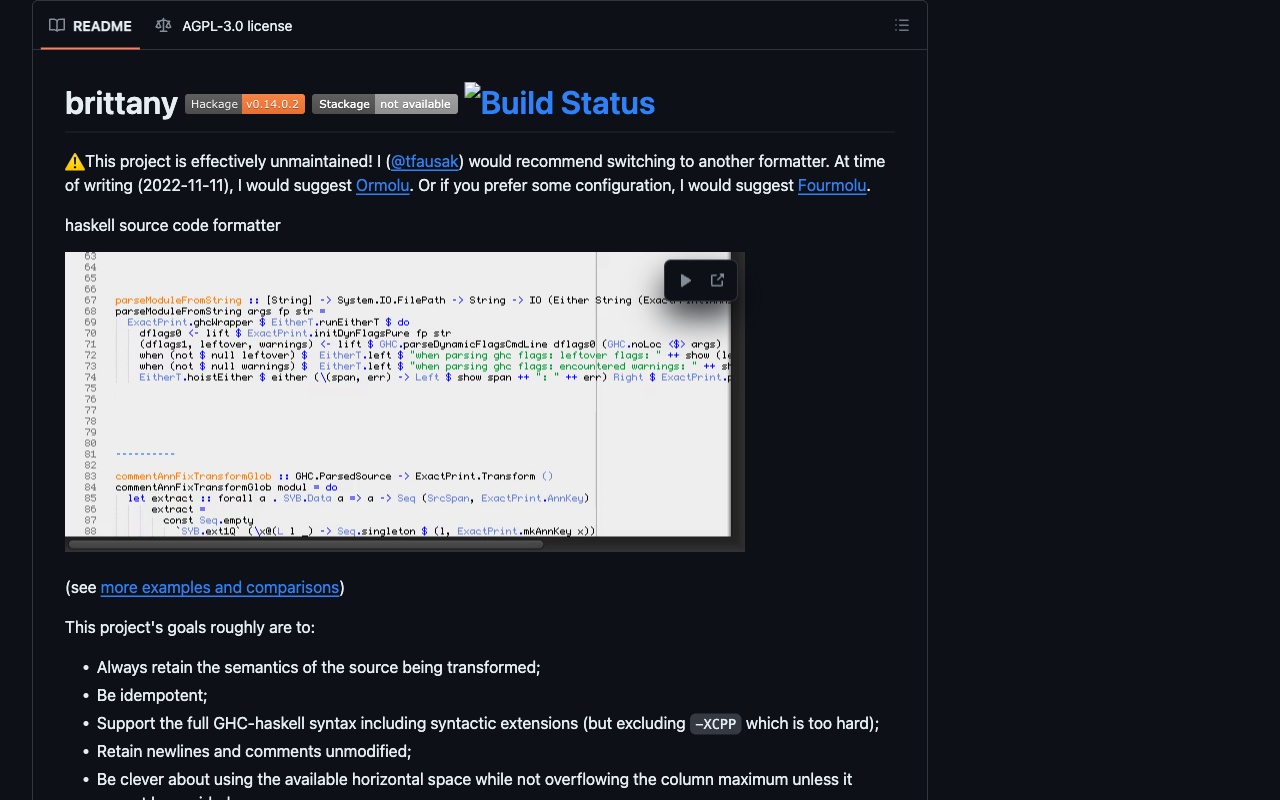 README AGPL-3.0 license
brittany Hackage v0.14.0.2 Stackage not available Build Status
⚠️This project is effectively unmaintained! I (@tfausak) would recommend switching to another formatter. At time
of writing (2022-11-11), I would suggest Ormolu. Or if you prefer some configuration, I would suggest Fourmolu.
haskell source code formatter
63
64
65
66
67 parseModuleFromString :: [String] -> System.IO.FilePath -> String -> IO (Either String
68 parseModuleFromString args fp str =
69 ExactPrint.ghcWrapper $ EitherT.runEitherT $ do
70 dflags0 <- lift $ ExactPrint.initDynFlagsPure fp str
71 (dflags1, leftover, warnings) <- lift $ GHC.parseDynamicFlagsCmdLine dflags0 (GHC.noLoc <$> args)
72 when (not $ null leftover) $ EitherT.left $ "when parsing ghc flags: leftover flags: " ++ show (le
73 when (not $ null warnings) $ EitherT.left $ "when parsing ghc flags: encountered warnings: " ++ sh
74 EitherT.hoistEither $ either (\(span, err) -> Left $ show span ++ ": " ++ err) Right $ ExactPrint.p
75
76
77
78
79
80
81 ----------
82
83 commentAnnFixTransformGlob :: GHC.ParsedSource -> ExactPrint.Transform ()
84 commentAnnFixTransformGlob modul = do
85 let extract :: forall a . SYB.Data a => a -> Seq (SrcSpan, ExactPrint.AnnKey)
86 extract =
87 const Seq.empty
88 `SYB.ext1Q` (\x@(L l _) -> Seq.singleton $ (l, ExactPrint.mkAnnKey x))
(see more examples and comparisons)
This project's goals roughly are to:
• Always retain the semantics of the source being transformed;
• Be idempotent;
• Support the full GHC-haskell syntax including syntactic extensions (but excluding -XCPP which is too hard);
• Retain newlines and comments unmodified;
• Be clever about using the available horizontal space while not overflowing the column maximum unless it